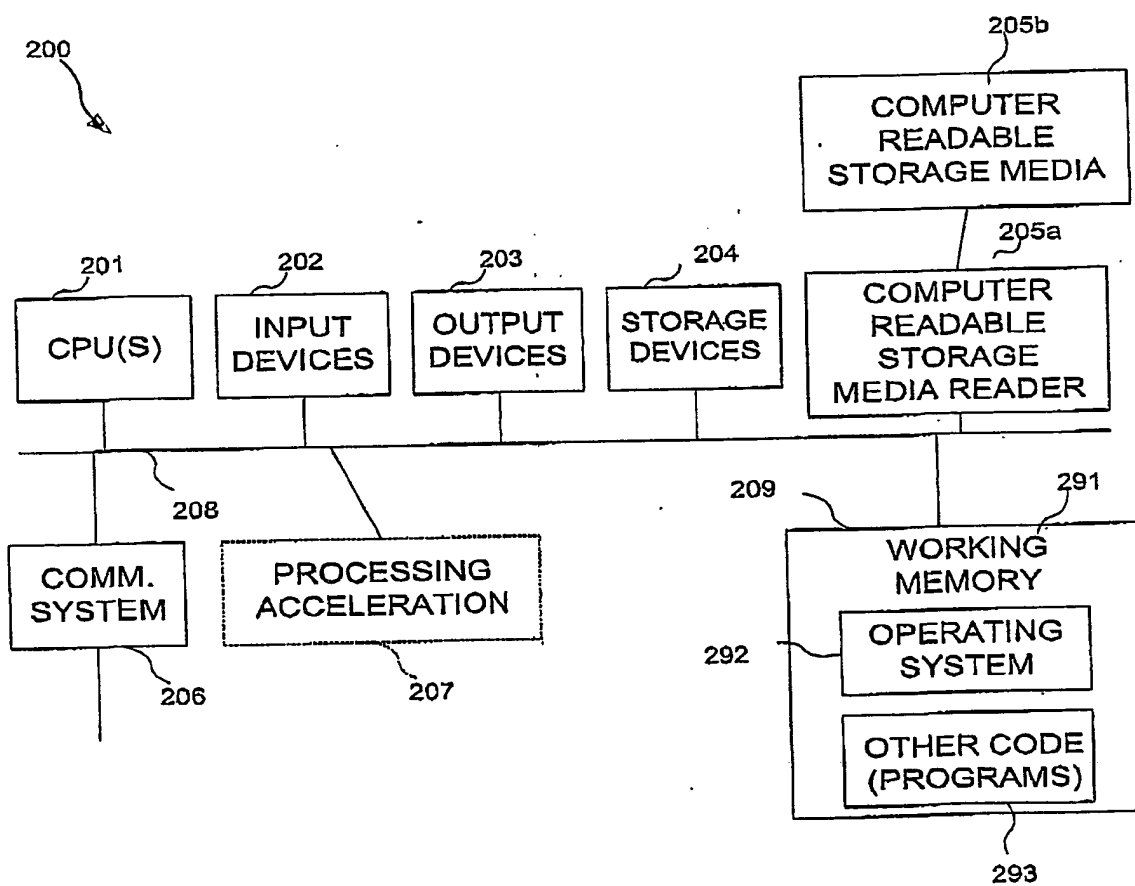 200
205b
COMPUTER
READABLE
STORAGE MEDIA
205a
201
202
203
204
CPU(S)
INPUT
DEVICES
OUTPUT
DEVICES
STORAGE
DEVICES
COMPUTER
READABLE
STORAGE
MEDIA READER
208
209
291
COMM.
SYSTEM
PROCESSING
ACCELERATION
WORKING
MEMORY
206
207
292
OPERATING
SYSTEM
OTHER CODE
(PROGRAMS)
293